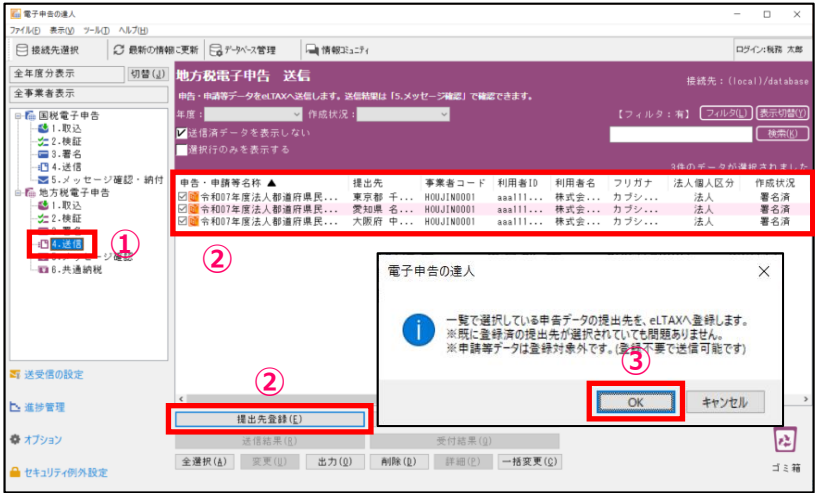 電子申告の達人
ファイル(F) 表示(V) ツール(T) ヘルプ(H)
接続先選択 最新の情報に更新 データベース管理 情報コミュニティ ログイン:税務 太郎
全年度分表示 切替(J)
全事業者表示
国税電子申告
1.取込
2.検証
3.署名
4.送信
5.メッセージ確認・納付
地方税電子申告
1.取込
2.検証
4.送信
①
6.共通納税
送受信の設定
進捗管理
オプション
セキュリティ例外設定
地方税電子申告 送信
接続先：(local)/database
申告・申請等データをeLTAXへ送信します。送信結果は「5.メッセージ確認」で確認できます。
年度： 作成状況：
【フィルタ：有】 フィルタ(L) 表示切替(Y)
送信済データを表示しない
検索(K)
選択行のみを表示する
3件のデータが選択されました
申告・申請等名称 ▲ 提出先 事業者コード 利用者ID 利用者名 フリガナ 法人個人区分 作成状況
令和07年度法人都道府県民... 東京都 千... HOUJIN0001 aaa111... 株式会... カブシ... 法人 署名済
令和07年度法人都道府県民... 愛知県 名... HOUJIN0001 aaa111... 株式会... カブシ... 法人 署名済
令和07年度法人都道府県民... 大阪府 中... HOUJIN0001 aaa111... 株式会... カブシ... 法人 署名済
②
電子申告の達人
一覧で選択している申告データの提出先を、eLTAXへ登録します。
※既に登録済の提出先が選択されていても問題ありません。
※申請等データは登録対象外です。(登録不要で送信可能です)
③
OK キャンセル
②
提出先登録(E)
送信結果(R) 受付結果(Q)
全選択(A) 変更(U) 出力(O) 削除(D) 詳細(P) 一括変更(C)
ゴミ箱